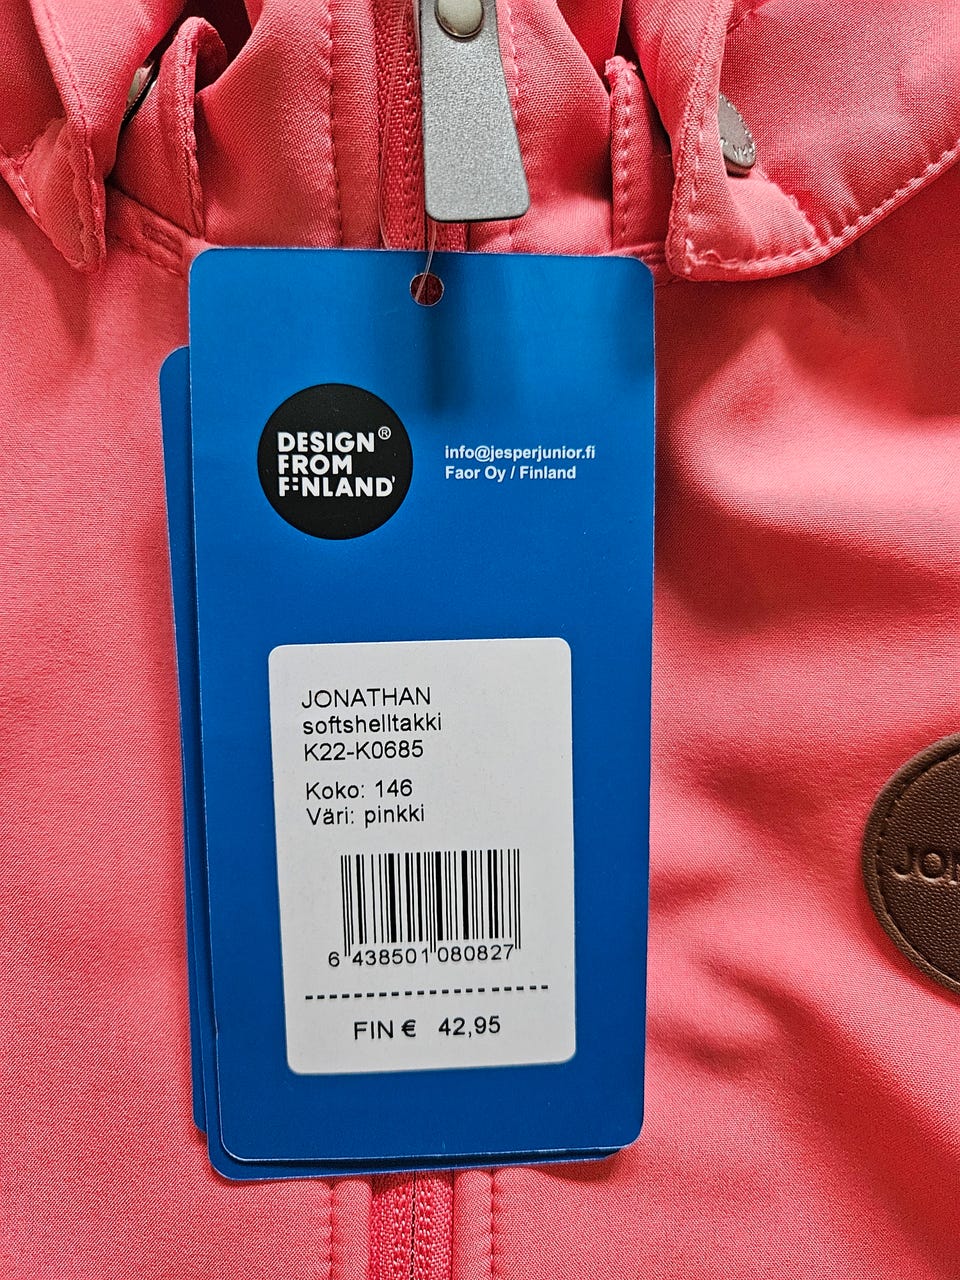 DESIGN®
FROM
FINLAND
info@jesperjunior.fi
Faor Oy / Finland
JONATHAN
softshelltakki
K22-K0685
Koko: 146
Väri: pinkki
6 438501 080827
FIN € 42,95